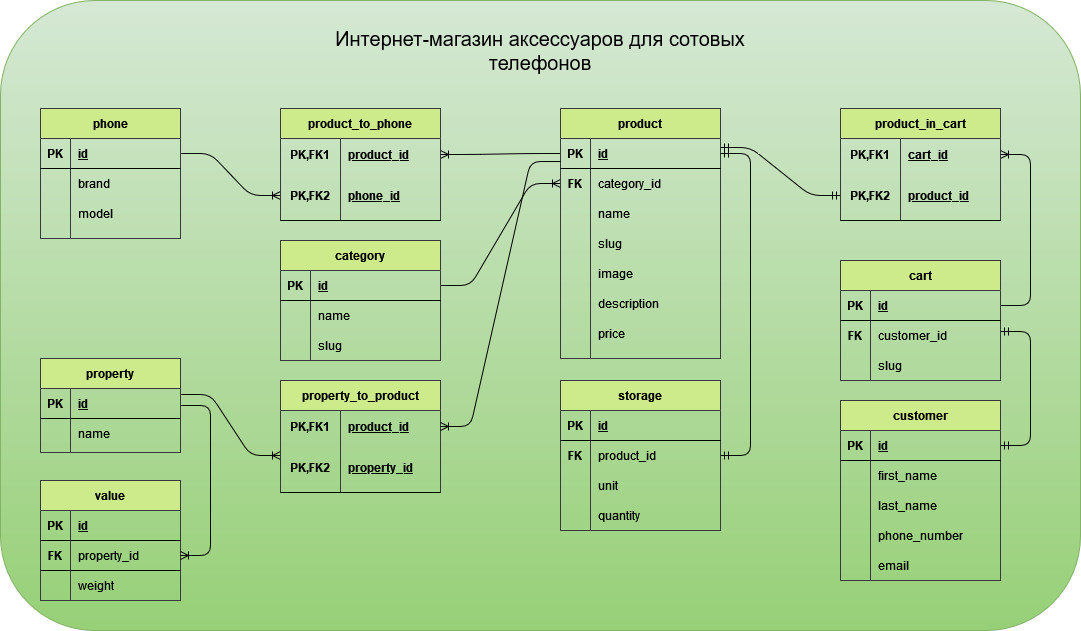 Интернет-магазин аксессуаров для сотовых
телефонов
phone
PK id
brand
model
product_to_phone
PK,FK1 product_id
PK,FK2 phone_id
product
PK id
FK category_id
name
slug
image
description
price
product_in_cart
PK,FK1 cart_id
PK,FK2 product_id
category
PK id
name
slug
cart
PK id
FK customer_id
slug
property
PK id
name
property_to_product
PK,FK1 product_id
PK,FK2 property_id
storage
PK id
FK product_id
unit
quantity
customer
PK id
first_name
last_name
phone_number
email
value
PK id
FK property_id
weight